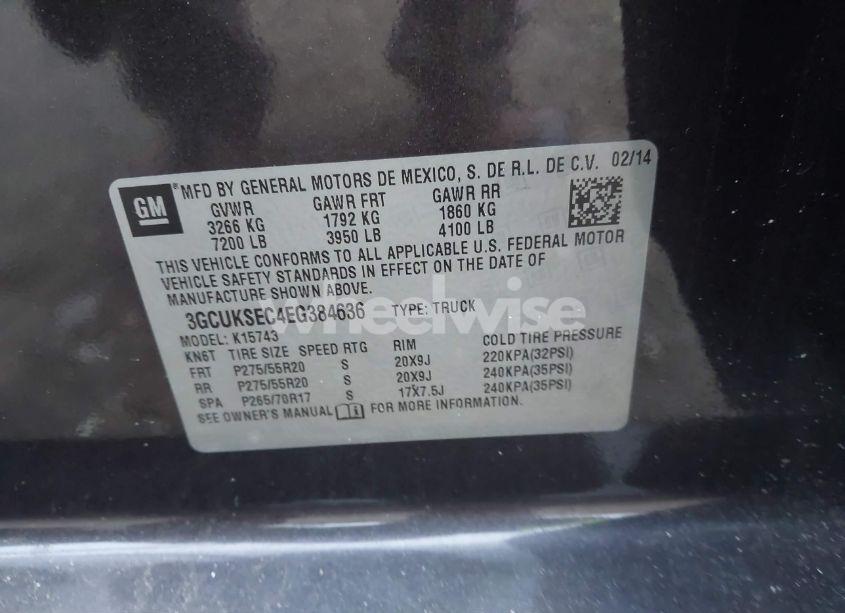 GM
® MFD BY GENERAL MOTORS DE MEXICO, S. DE R.L. DE C.V. 02/14
GVWR GAWR FRT GAWR RR
3266 KG 1792 KG 1860 KG
7200 LB 3950 LB 4100 LB
THIS VEHICLE CONFORMS TO ALL APPLICABLE U.S. FEDERAL MOTOR
VEHICLE SAFETY STANDARDS IN EFFECT ON THE DATE OF
MANUFACTURE SHOWN ABOVE.
3GCUKSEC4EG384636 TYPE: TRUCK
wheelwise
MODEL: K15743
KN6T TIRE SIZE SPEED RTG RIM COLD TIRE PRESSURE
FRT P275/55R20 S 20X9J 220KPA(32PSI)
RR P275/55R20 S 20X9J 240KPA(35PSI)
SPA P265/70R17 S 17X7.5J 240KPA(35PSI)
SEE OWNER'S MANUAL FOR MORE INFORMATION.